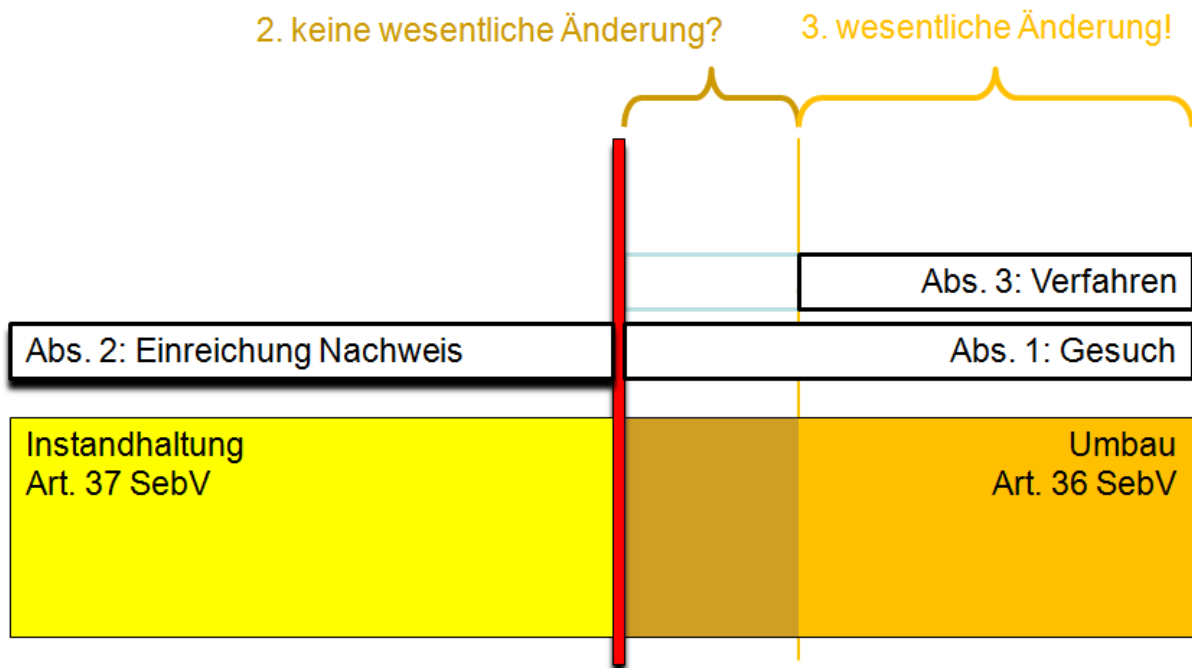 2. keine wesentliche Änderung?
3. wesentliche Änderung!
Abs. 3: Verfahren
Abs. 2: Einreichung Nachweis
Abs. 1: Gesuch
Instandhaltung
Art. 37 SebV
Umbau
Art. 36 SebV